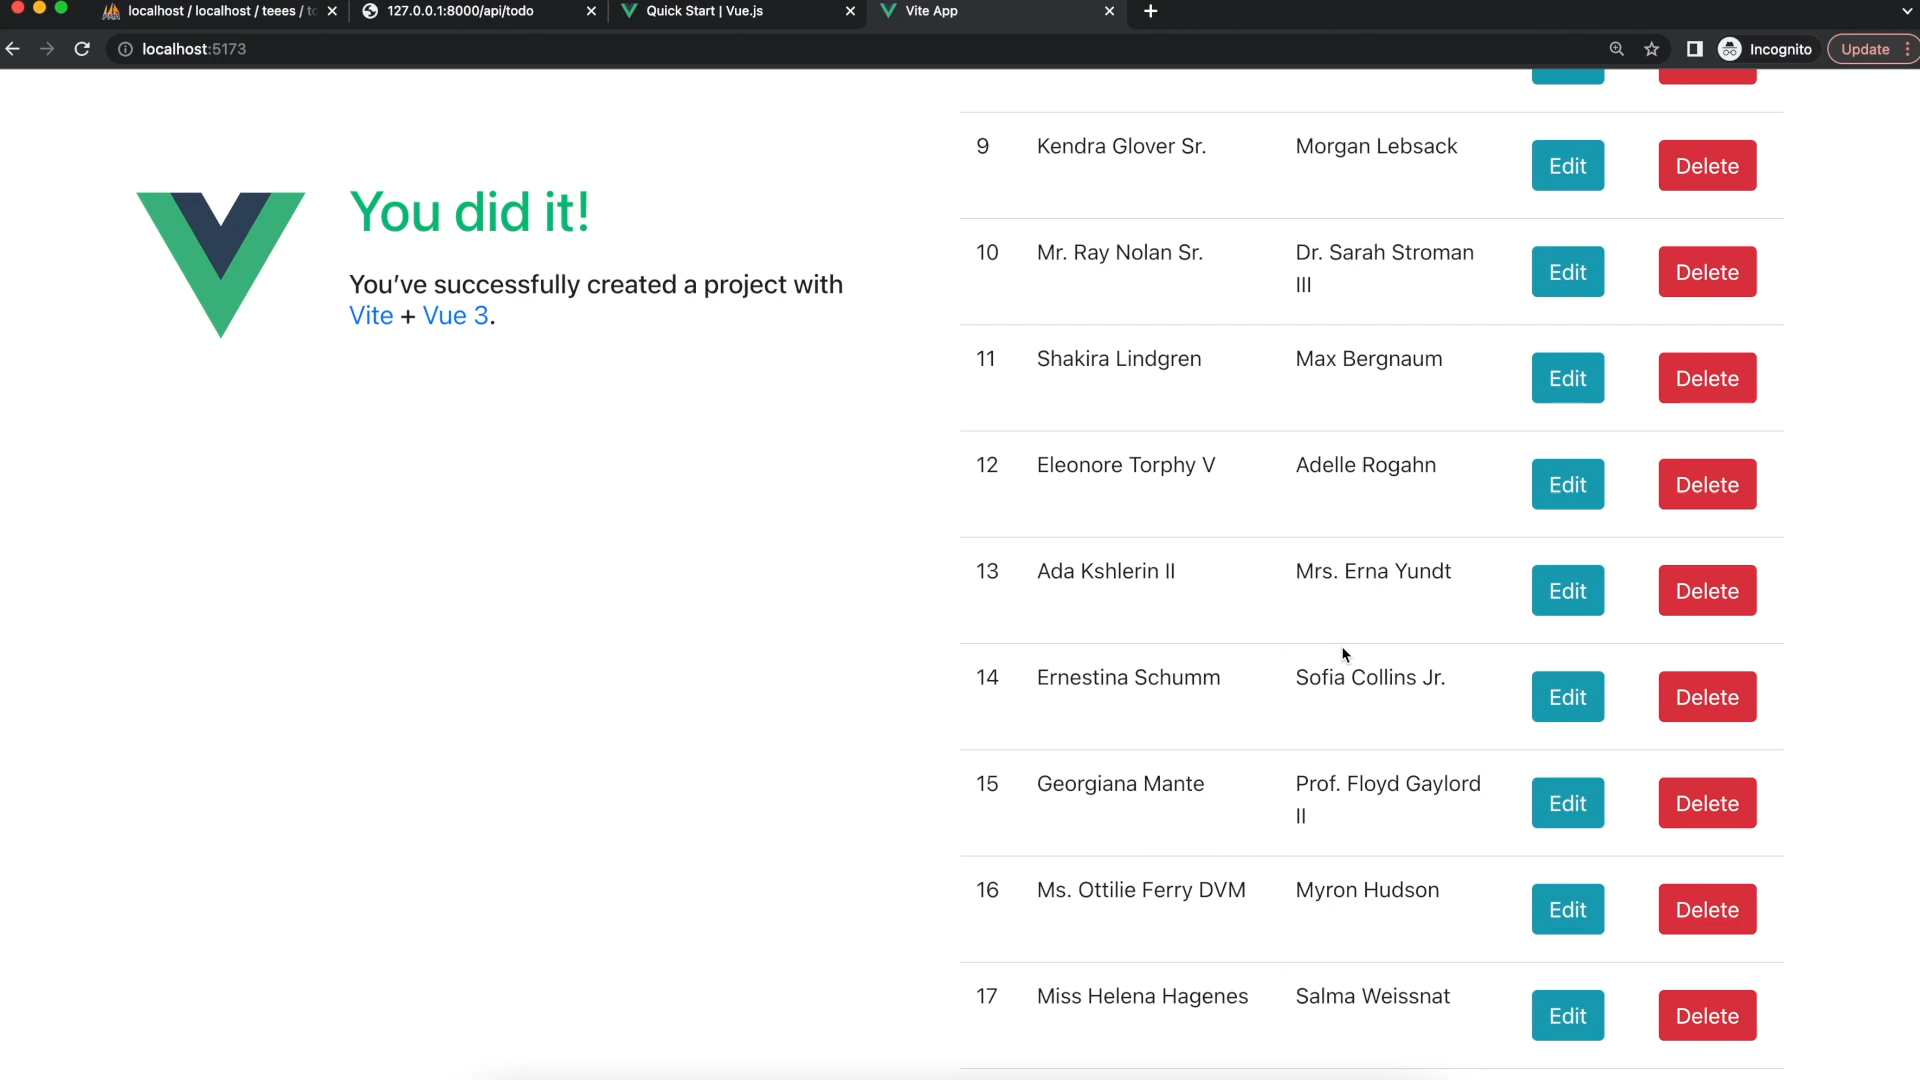 localhost / localhost / teees / to
127.0.0.1:8000/api/todo
Quick Start | Vue.js
Vite App
localhost:5173
Incognito
Update
You did it!
You've successfully created a project with
Vite + Vue 3.
9 Kendra Glover Sr. Morgan Lebsack Edit Delete
10 Mr. Ray Nolan Sr. Dr. Sarah Stroman Edit Delete
III
11 Shakira Lindgren Max Bergnaum Edit Delete
12 Eleonore Torphy V Adelle Rogahn Edit Delete
13 Ada Kshlerin II Mrs. Erna Yundt Edit Delete
14 Ernestina Schumm Sofia Collins Jr. Edit Delete
15 Georgiana Mante Prof. Floyd Gaylord Edit Delete
II
16 Ms. Ottilie Ferry DVM Myron Hudson Edit Delete
17 Miss Helena Hagenes Salma Weissnat Edit Delete